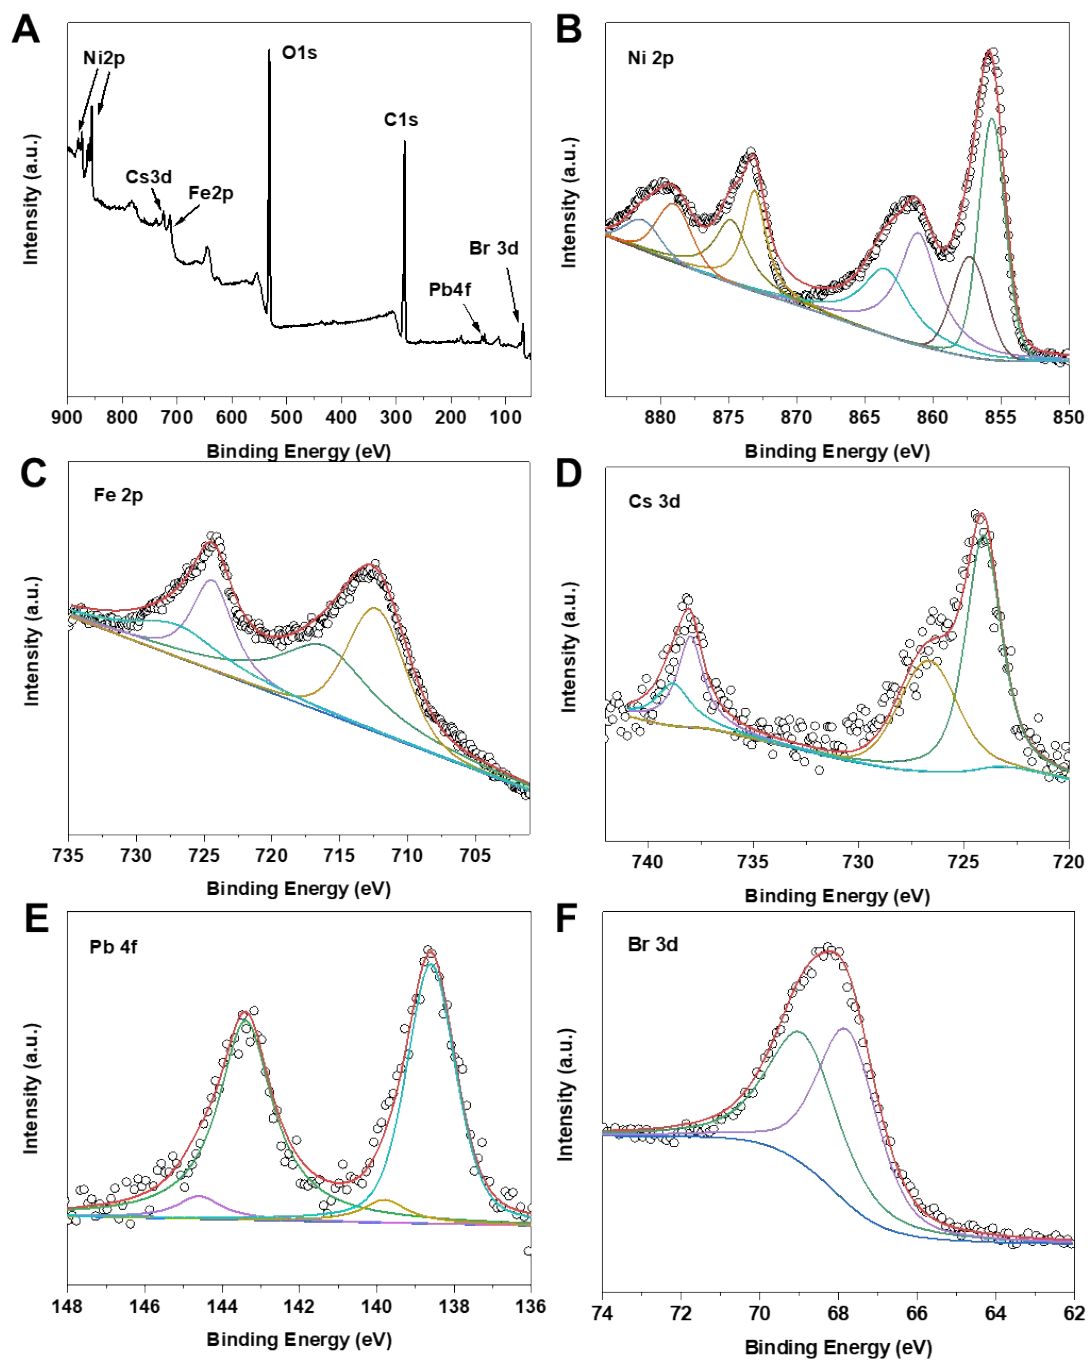 A
Ni2p
O1s
C1s
Cs3d
Fe2p
Br 3d
Pb4f
Intensity (a.u.)
900 800 700 600 500 400 300 200 100
Binding Energy (eV)
B
Ni 2p
Intensity (a.u.)
880 875 870 865 860 855 850
Binding Energy (eV)
C
Fe 2p
Intensity (a.u.)
735 730 725 720 715 710 705
Binding Energy (eV)
D
Cs 3d
Intensity (a.u.)
740 735 730 725 720
Binding Energy (eV)
E
Pb 4f
Intensity (a.u.)
148 146 144 142 140 138 136
Binding Energy (eV)
F
Br 3d
Intensity (a.u.)
74 72 70 68 66 64 62
Binding Energy (eV)